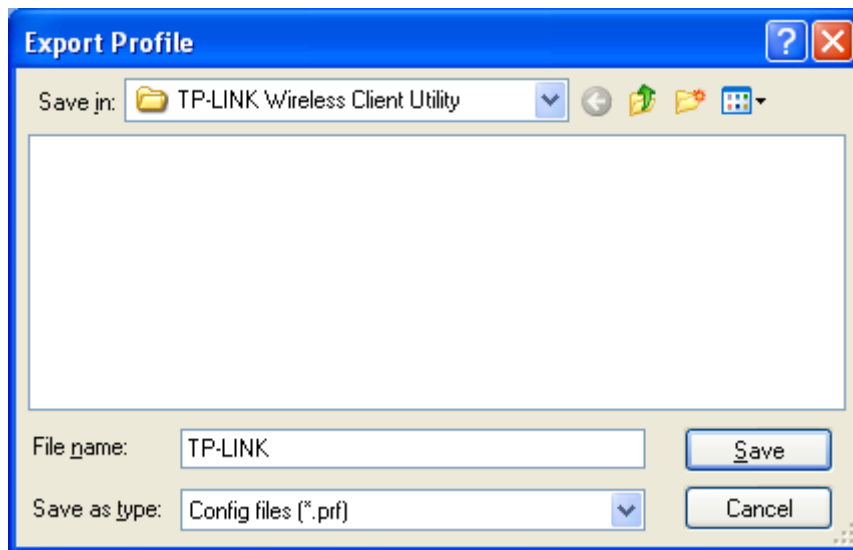 Export Profile
Save in: TP-LINK Wireless Client Utility
File name: TP-LINK Save
Save as type: Config files (*.prf) Cancel